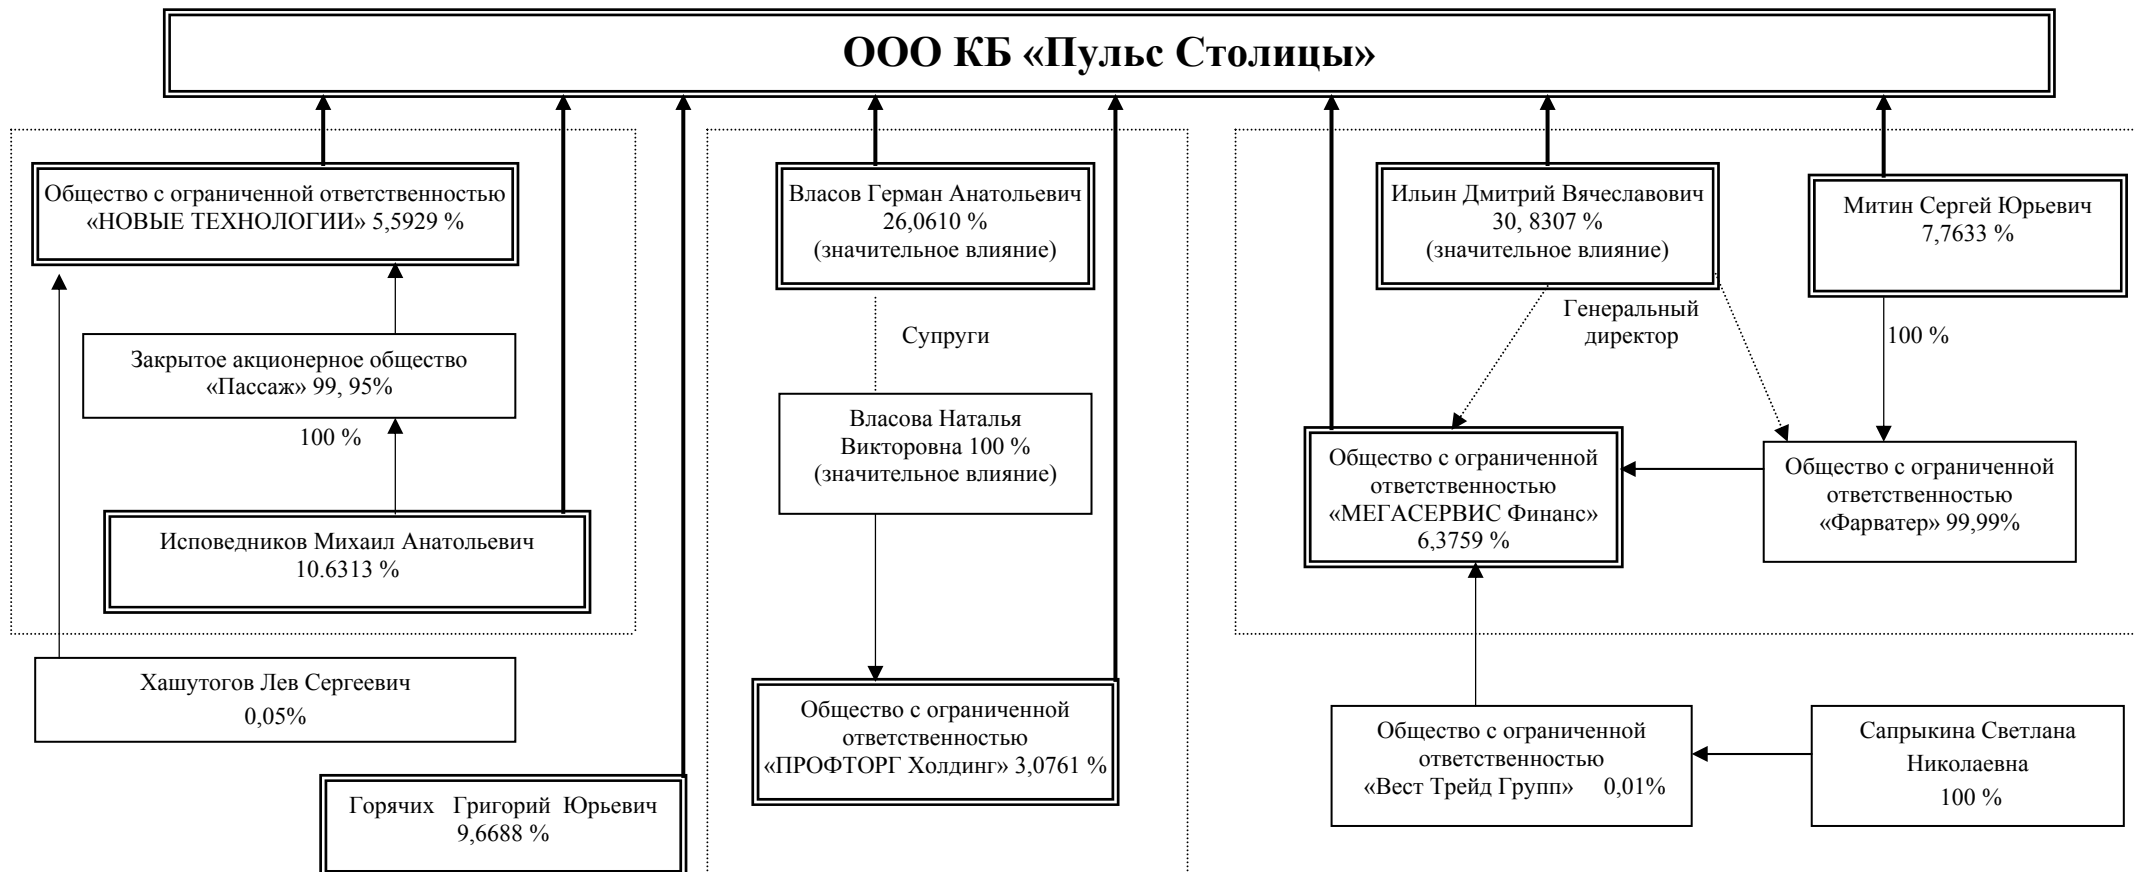 ООО КБ «Пульс Столицы»
Общество с ограниченной ответственностью
«НОВЫЕ ТЕХНОЛОГИИ» 5,5929 %
Закрытое акционерное общество
«Пассаж» 99, 95%
100 %
Исповедников Михаил Анатольевич
10.6313 %
Хашутогов Лев Сергеевич
0,05%
Горячих Григорий Юрьевич
9,6688 %
Власов Герман Анатольевич
26,0610 %
(значительное влияние)
Супруги
Власова Наталья
Викторовна 100 %
(значительное влияние)
Общество с ограниченной
ответственностью
«ПРОФТОРГ Холдинг» 3,0761 %
Ильин Дмитрий Вячеславович
30, 8307 %
(значительное влияние)
Генеральный
директор
Митин Сергей Юрьевич
7,7633 %
100 %
Общество с ограниченной
ответственностью
«МЕГАСЕРВИС Финанс»
6,3759 %
Общество с ограниченной
ответственностью
«Фарватер» 99,99%
Общество с ограниченной
ответственностью
«Вест Трейд Групп» 0,01%
Сапрыкина Светлана
Николаевна
100 %